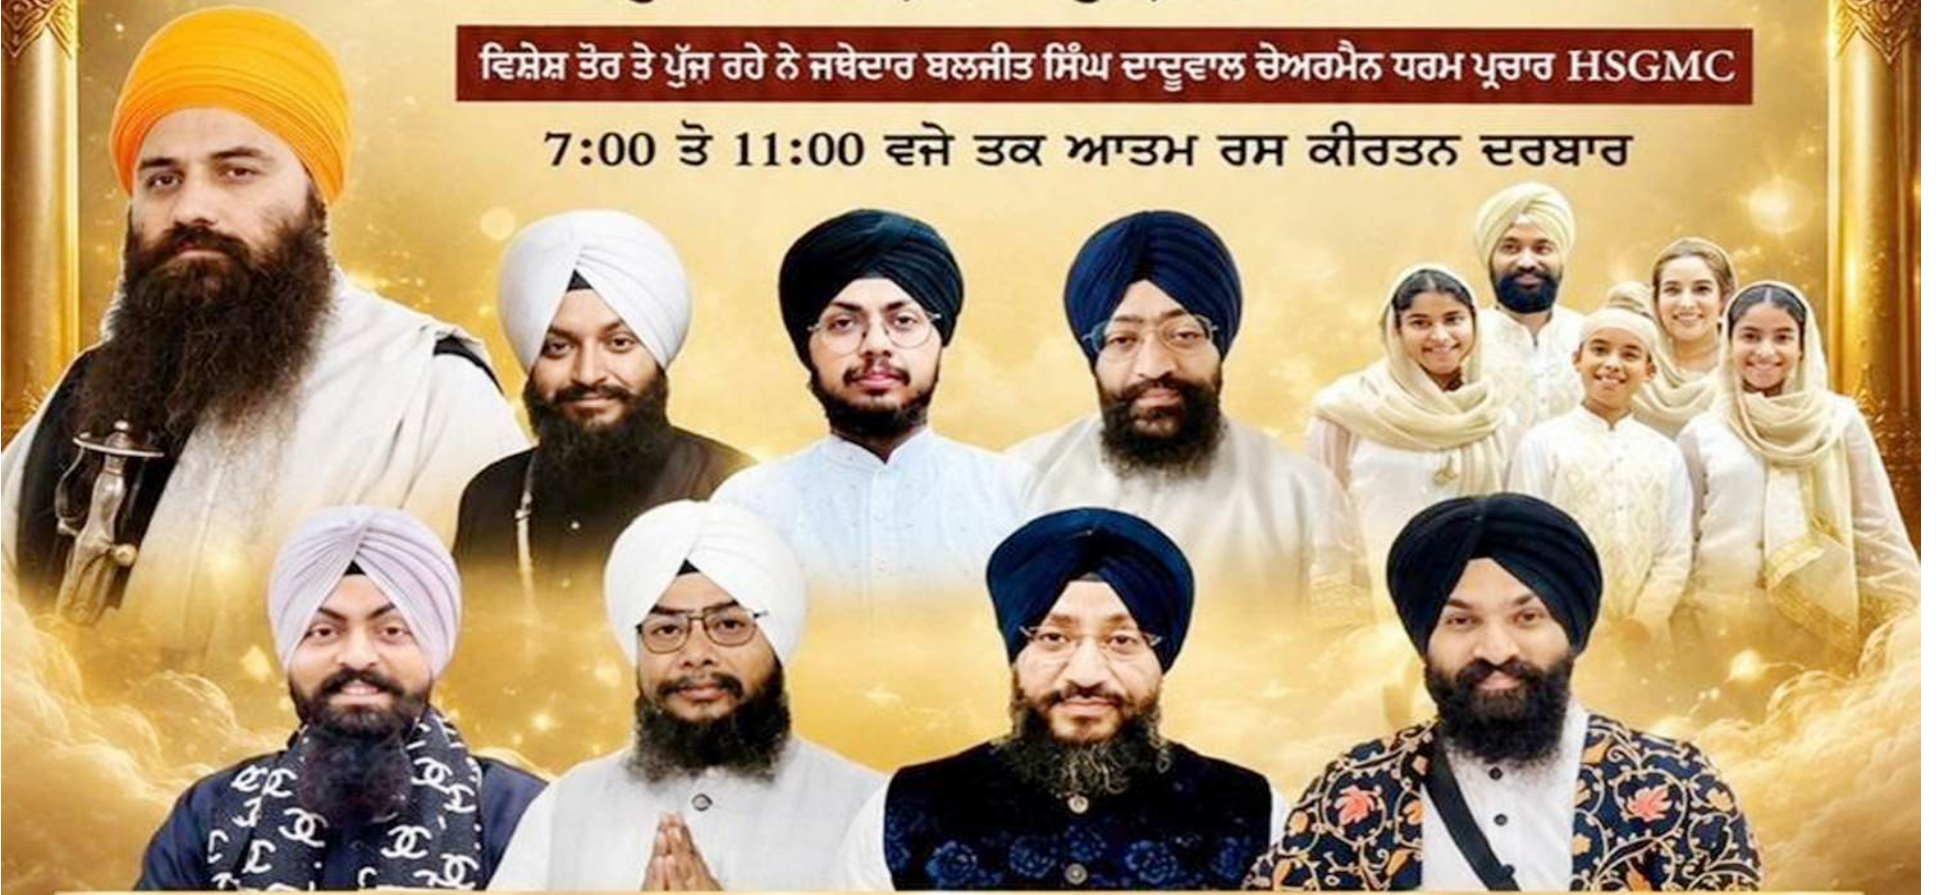 ਵਿਸ਼ੇਸ਼ ਤੋਰ ਤੇ ਪੁੱਜ ਰਹੇ ਨੇ ਜਥੇਦਾਰ ਬਲਜੀਤ ਸਿੰਘ ਦਾਦੂਵਾਲ ਚੇਅਰਮੈਨ ਧਰਮ ਪ੍ਰਚਾਰ HSGMC
7:00 ਤੋਂ 11:00 ਵਜੇ ਤਕ ਆਤਮ ਰਸ ਕੀਰਤਨ ਦਰਬਾਰ